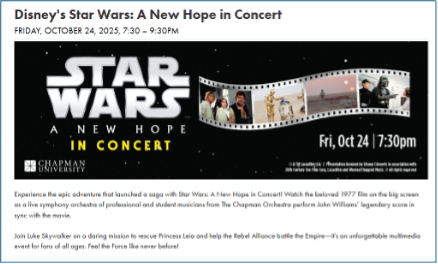 Disney's Star Wars: A New Hope in Concert
FRIDAY, OCTOBER 24, 2025, 7:30 – 9:30PM
STAR
WARS
A NEW HOPE
IN CONCERT
Fri, Oct 24 | 7:30pm
CHAPMAN
UNIVERSITY
Experience the epic adventure that launched a saga with Star Wars: A New Hope in Concert! Watch the beloved 1977 film on the big screen
as a live symphony orchestra of professional and student musicians from The Chapman Orchestra perform John Williams' legendary score in
sync with the movie.
Join Luke Skywalker on a daring mission to rescue Princess Leia and help the Rebel Alliance battle the Empire—it's an unforgettable multimedia
event for fans of all ages. Feel the Force like never before!